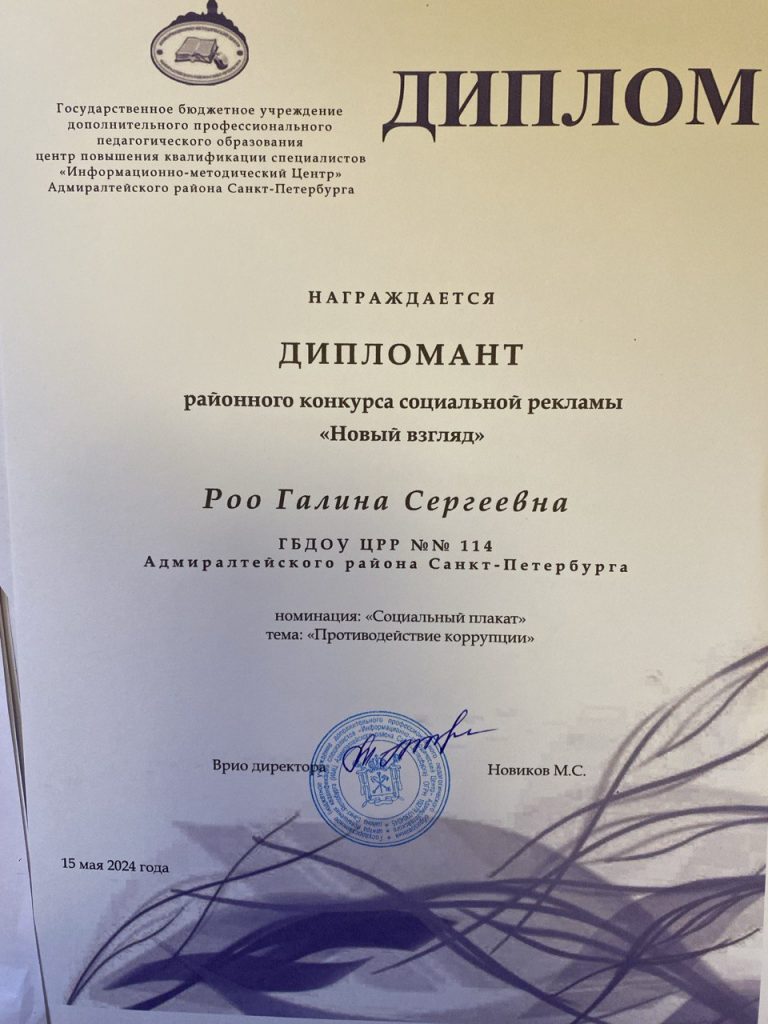 Государственное бюджетное учреждение
дополнительного профессионального
педагогического образования
центр повышения квалификации специалистов
«Информационно-методический Центр»
Адмиралтейского района Санкт-Петербурга
ДИПЛОМ
НАГРАЖДАЕТСЯ
ДИПЛОМАНТ
районного конкурса социальной рекламы
«Новый взгляд»
Роо Галина Сергеевна
ГБДОУ ЦРР №№ 114
Адмиралтейского района Санкт-Петербурга
номинация: «Социальный плакат»
тема: «Противодействие коррупции»
Врио директора
Новиков М.С.
15 мая 2024 года